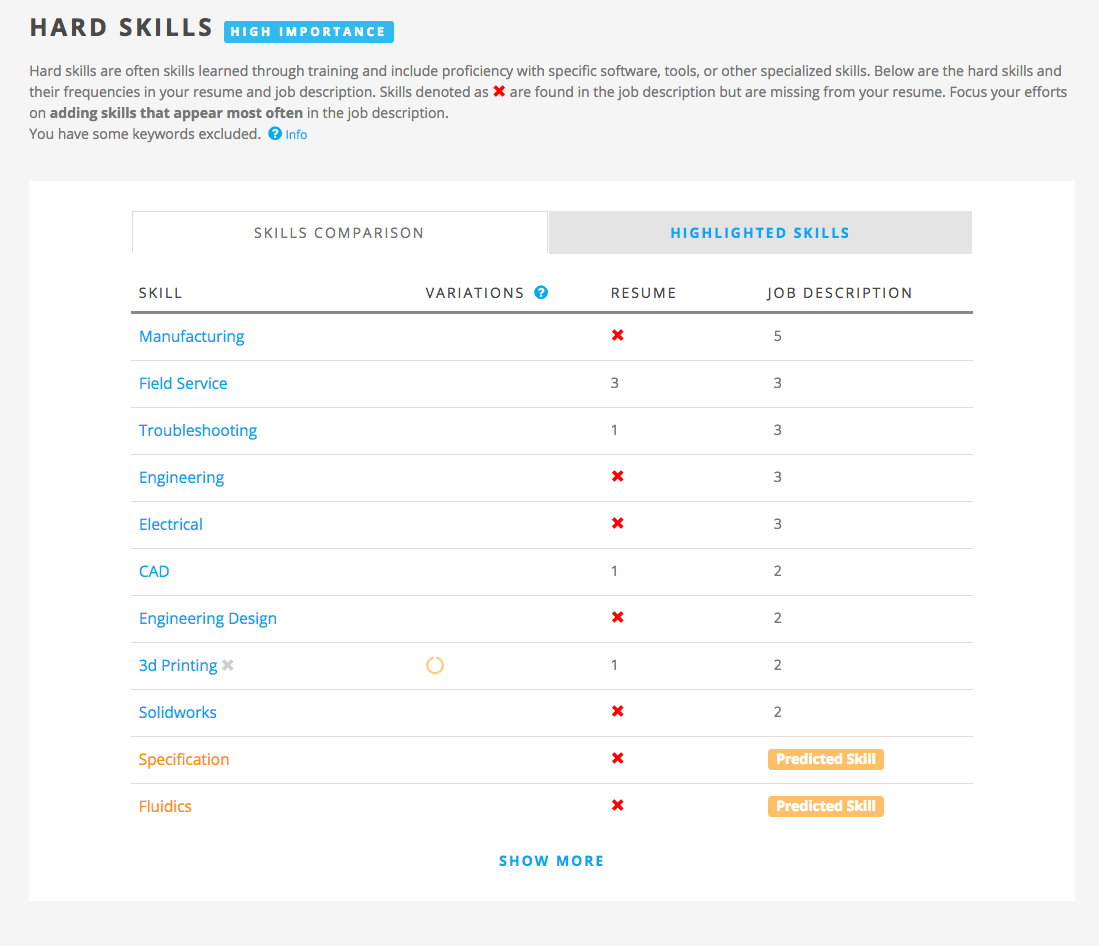 HARD SKILLS HIGH IMPORTANCE
Hard skills are often skills learned through training and include proficiency with specific software, tools, or other specialized skills. Below are the hard skills and
their frequencies in your resume and job description. Skills denoted as ✖ are found in the job description but are missing from your resume. Focus your efforts
on adding skills that appear most often in the job description.
You have some keywords excluded. ? Info
SKILLS COMPARISON HIGHLIGHTED SKILLS
SKILL VARIATIONS ? RESUME JOB DESCRIPTION
Manufacturing ✖ 5
Field Service 3 3
Troubleshooting 1 3
Engineering ✖ 3
Electrical ✖ 3
CAD 1 2
Engineering Design ✖ 2
3d Printing ✖ 1 2
Solidworks ✖ 2
Specification ✖ Predicted Skill
Fluidics ✖ Predicted Skill
SHOW MORE